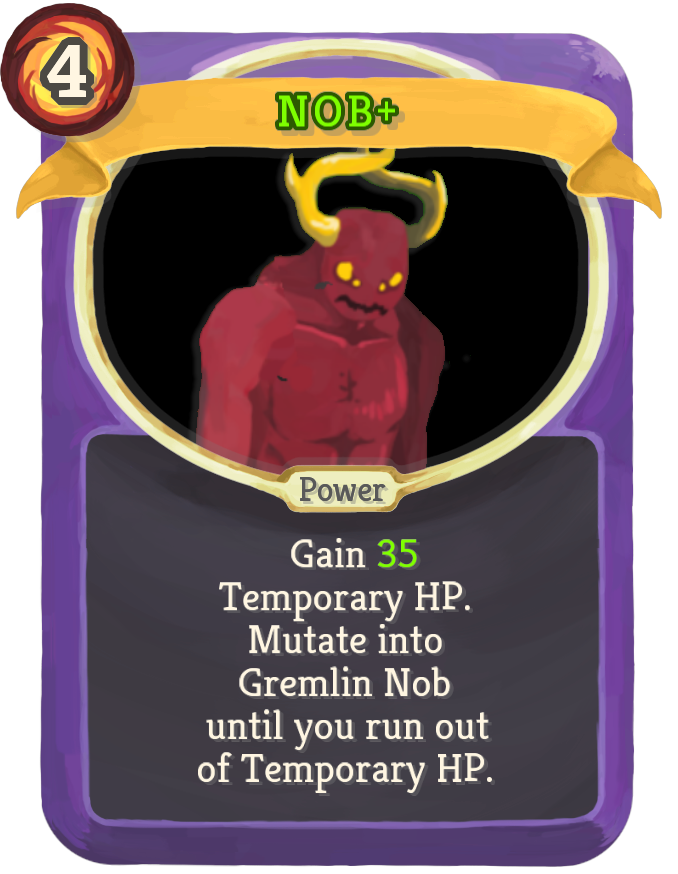 4
NOB+
Power
Gain 35
Temporary HP.
Mutate into
Gremlin Nob
until you run out
of Temporary HP.